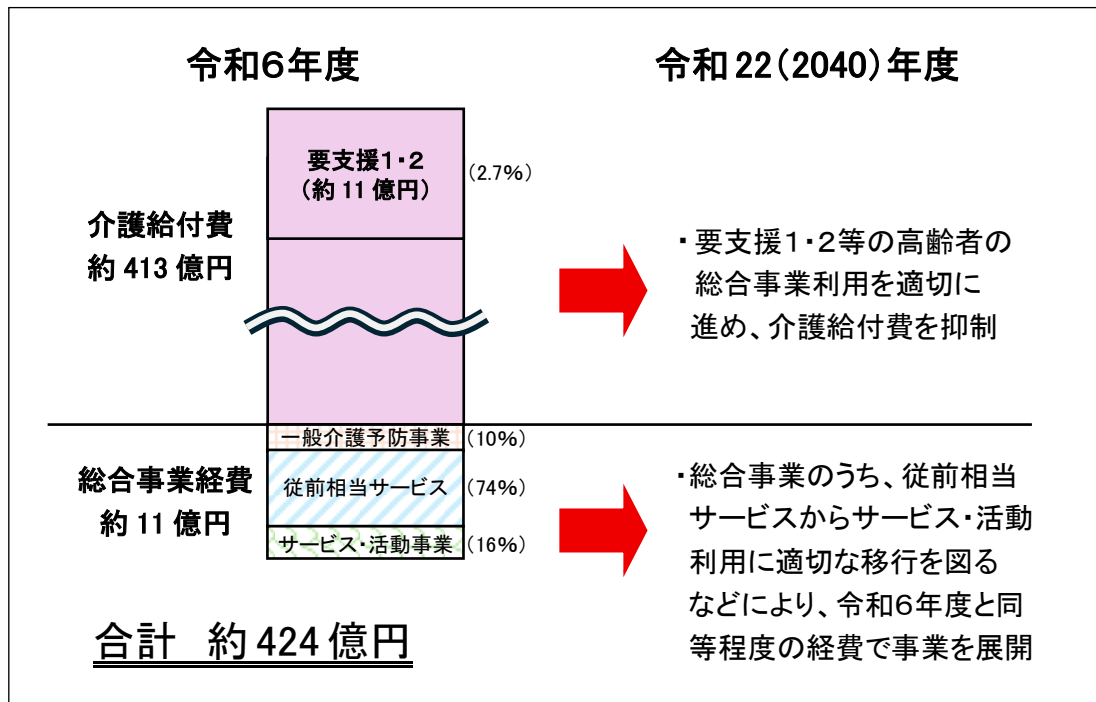 令和6年度
令和22(2040)年度
要支援1・2
(約11億円)
(2.7%)
介護給付費
約413億円
・要支援1・2等の高齢者の
総合事業利用を適切に
進め、介護給付費を抑制
一般介護予防事業
(10%)
総合事業経費
約11億円
従前相当サービス
(74%)
サービス・活動事業
(16%)
・総合事業のうち、従前相当
サービスからサービス・活動
利用に適切な移行を図る
などにより、令和6年度と同
等程度の経費で事業を展開
合計 約424億円